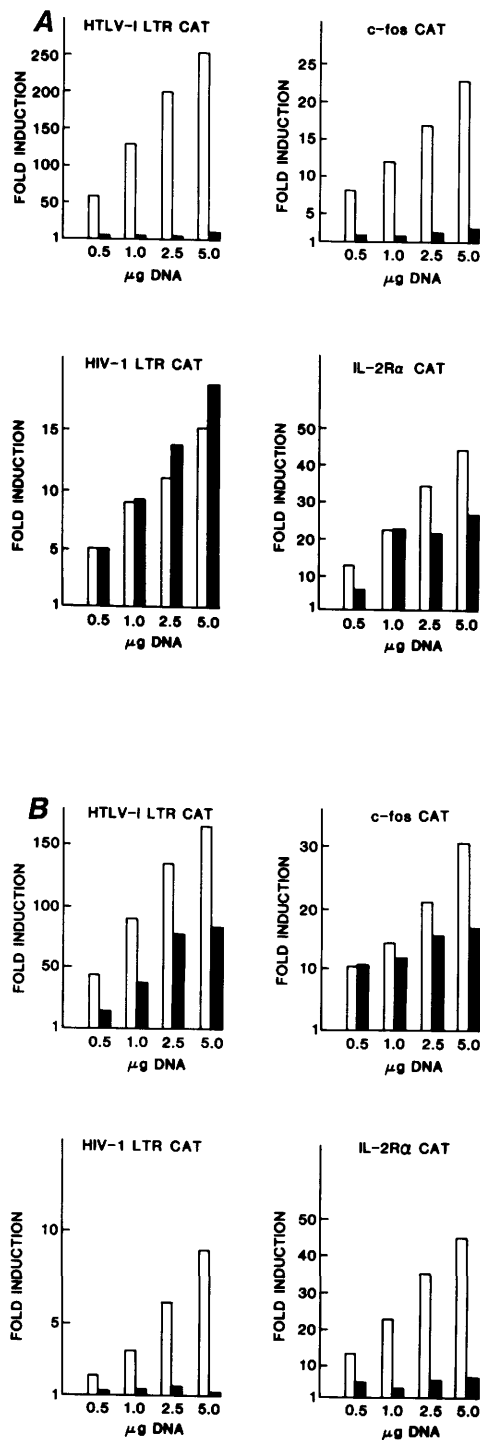 A
HTLV-I LTR CAT
FOLD INDUCTION
250
200
150
100
50
1
0.5 1.0 2.5 5.0
μg DNA
c-fos CAT
FOLD INDUCTION
25
20
15
10
5
1
0.5 1.0 2.5 5.0
μg DNA
HIV-1 LTR CAT
FOLD INDUCTION
15
10
5
1
0.5 1.0 2.5 5.0
μg DNA
IL-2Rα CAT
FOLD INDUCTION
50
40
30
20
10
1
0.5 1.0 2.5 5.0
μg DNA
B
HTLV-I LTR CAT
FOLD INDUCTION
150
100
50
1
0.5 1.0 2.5 5.0
μg DNA
c-fos CAT
FOLD INDUCTION
30
20
10
1
0.5 1.0 2.5 5.0
μg DNA
HIV-1 LTR CAT
FOLD INDUCTION
10
5
1
0.5 1.0 2.5 5.0
μg DNA
IL-2Rα CAT
FOLD INDUCTION
50
40
30
20
10
1
0.5 1.0 2.5 5.0
μg DNA